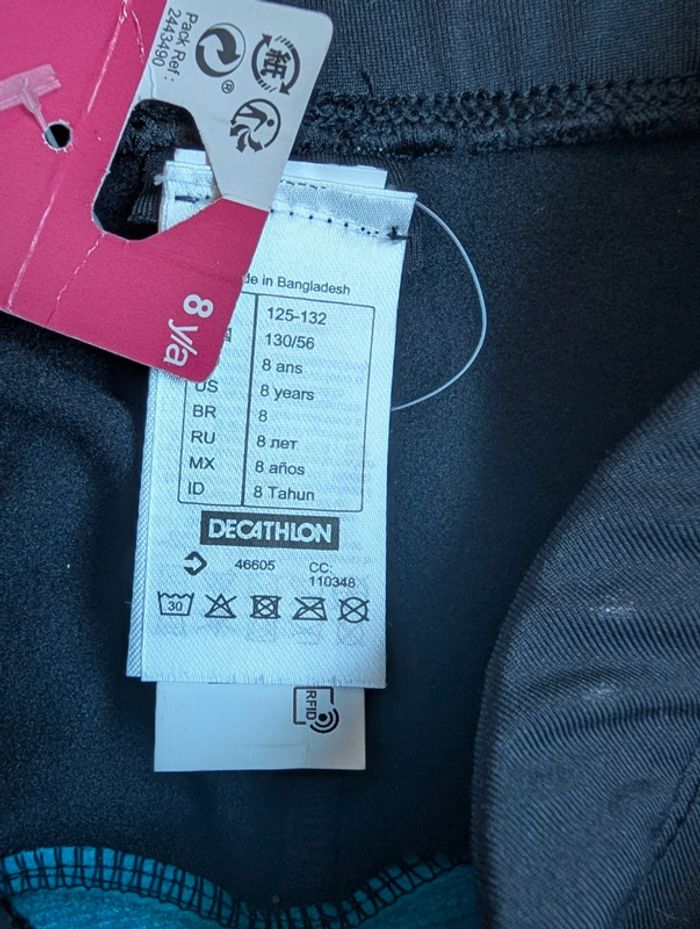 Pack Ref :
2443490
紙
®
8 y/a
de in Bangladesh
125-132
130/56
8 ans
US 8 years
BR 8
RU 8 лет
MX 8 años
ID 8 Tahun
DECATHLON
46605 CC:
110348
30
RFID